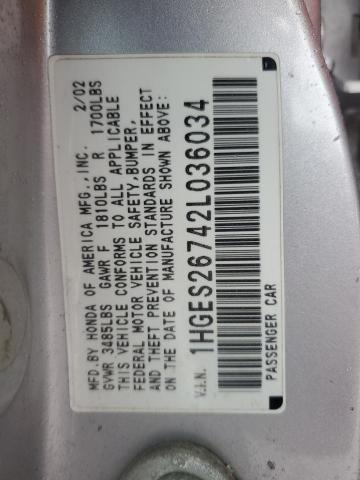 MFD.BY HONDA OF AMERICA MFG.,INC. 2/02
GVWR 3485LBS GAWR F 1810LBS R 1700LBS
THIS VEHICLE CONFORMS TO ALL APPLICABLE
FEDERAL MOTOR VEHICLE SAFETY,BUMPER,
AND THEFT PREVENTION STANDARDS IN EFFECT
ON THE DATE OF MANUFACTURE SHOWN ABOVE:
V.I.N. 1HGES26742L036034
PASSENGER CAR